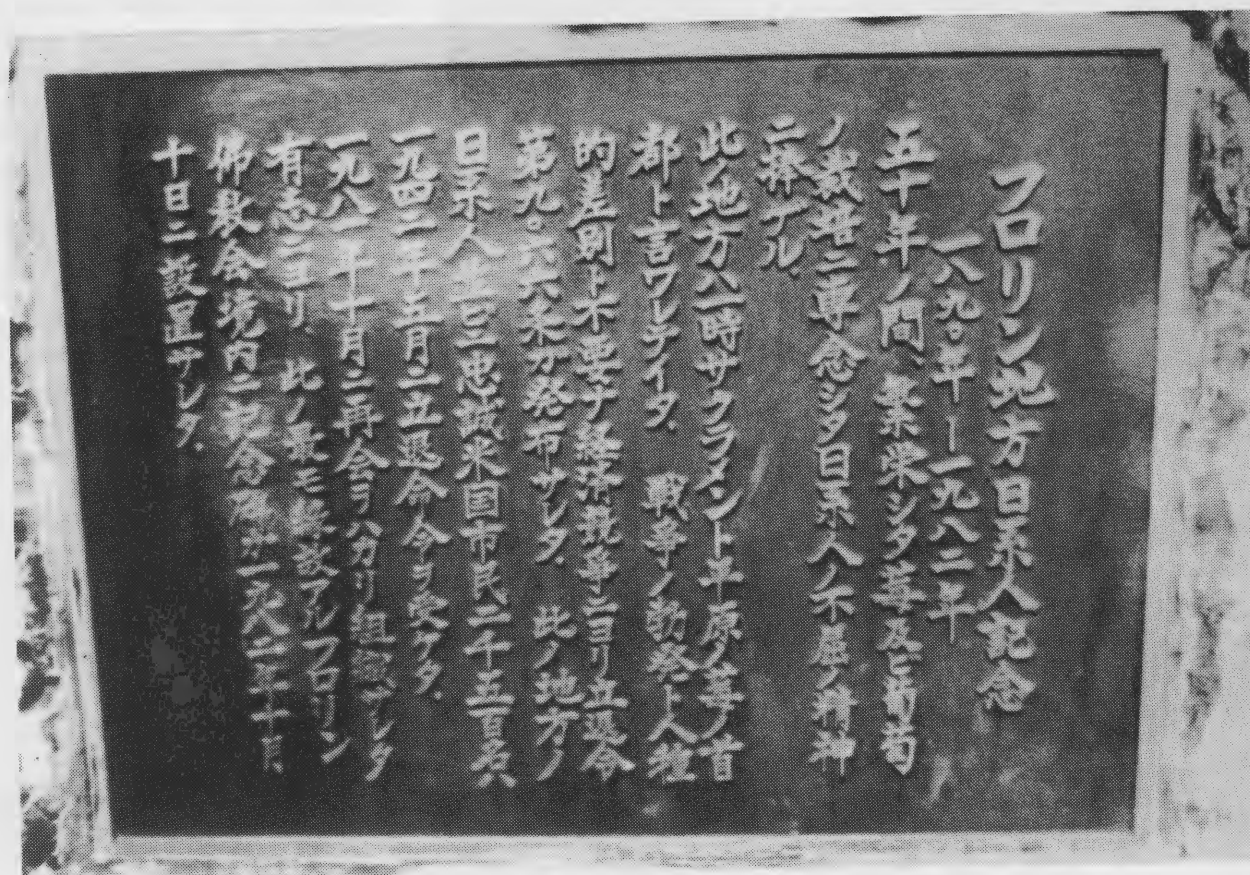 フロリン地方日系人記念
一八九〇年ー一九八二年
五十年ノ間、繁栄シタ苺及ビ葡萄
ノ栽培ニ専念シタ日系人ノ不屈ノ精神
ニ捧ゲル、
此ノ地方ハ一時サクラメント平原ノ苺ノ首
都ト言ワレテイタ、戦争ノ勃発ト人種
的差別ト不要ナ経済競争ニヨリ立退令
第九〇六六条ガ発布サレタ、此ノ地方ノ
日系人並ビニ忠誠米国市民二千五百名ハ
一九四二年五月ニ立退命令ヲ受ケタ、
一九八一年十月ニ再会ヲハカリ組織サレタ
有志ニヨリ、此ノ最モ縁故アルフロリン
佛教会境内ニ記念碑ガ一九八二年十月
十日ニ設置サレタ、